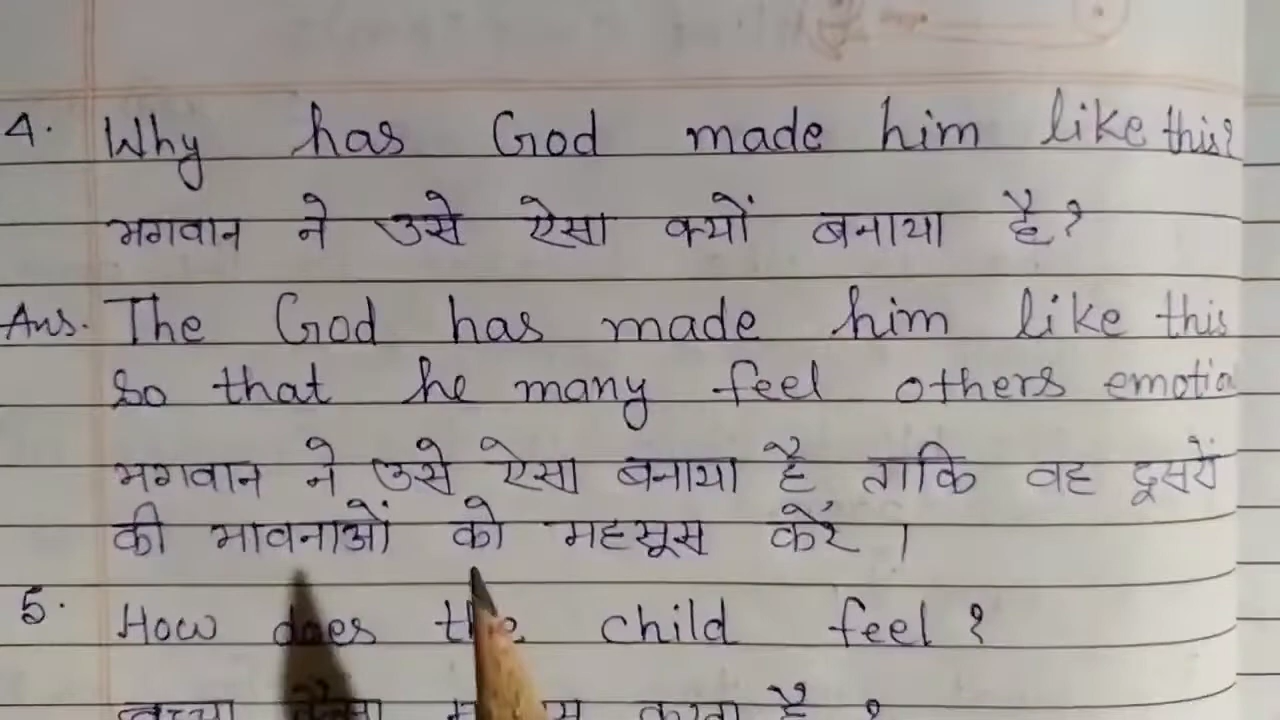 4. Why has God made him like this?
भगवान ने उसे ऐसा क्यों बनाया है?
Ans. The God has made him like this
So that he many feel others emotio
भगवान ने उसे ऐसा बनाया है ताकि वह दूसरों
की भावनाओं को महसूस करें ।
5. How does the child feel?
बच्चा कैसा करता है ?